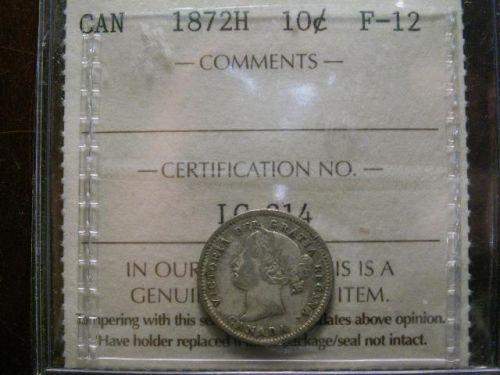 CAN 1872H 10¢ F-12
— COMMENTS —
— CERTIFICATION NO. —
IN OUR IS IS A
GENUI ITEM.
Tampering with this se dates above opinion.
Have holder replaced package/seal not intact.
VICTORIA DEI GRATIA REGINA.
CANADA